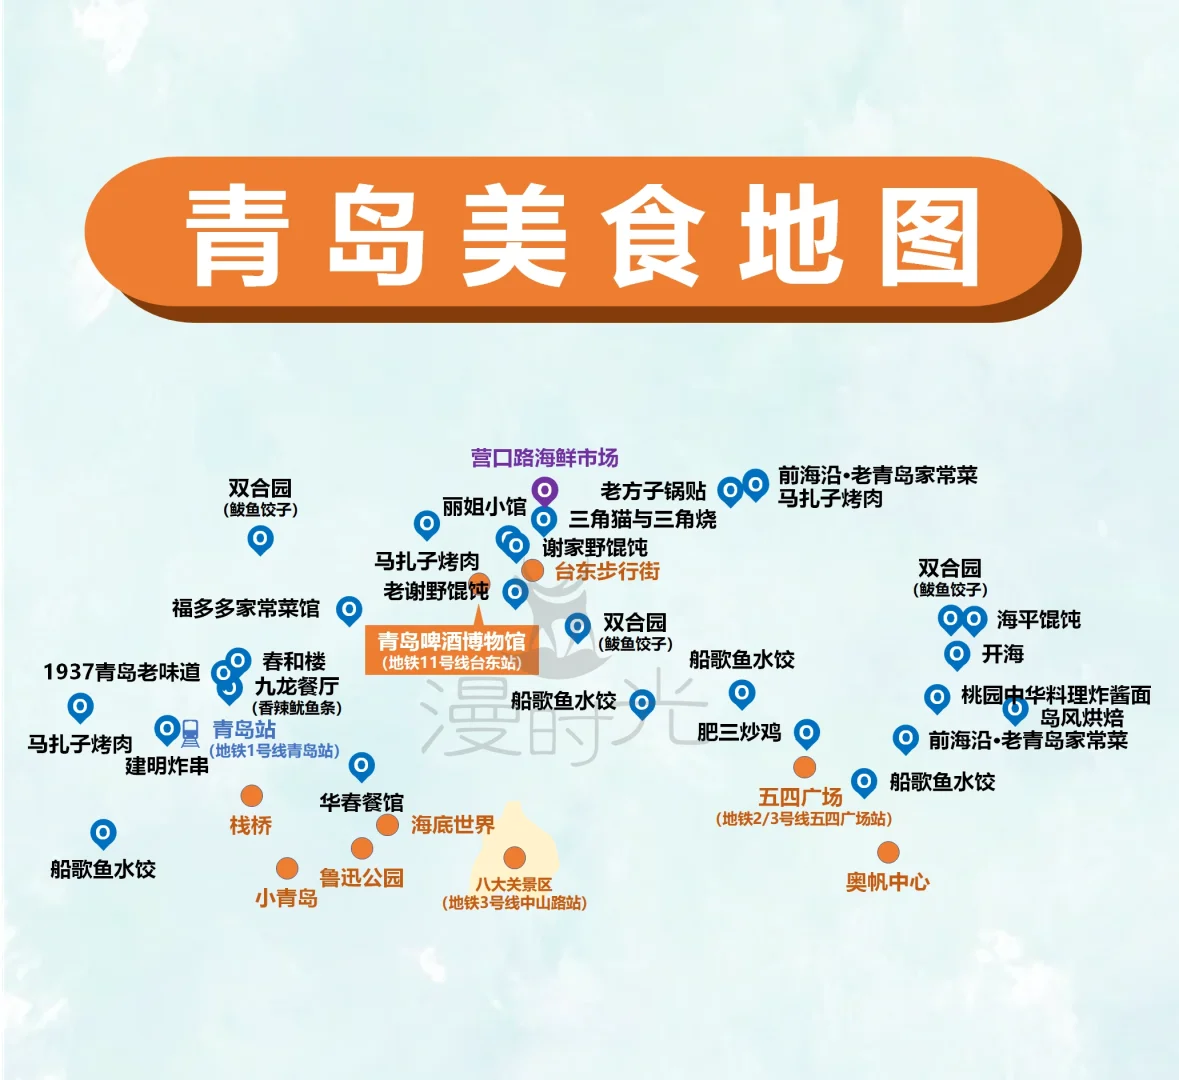 青岛美食地图
营口路海鲜市场
双合园
(鲅鱼饺子)
丽姐小馆
老方子锅贴
前海沿·老青岛家常菜
马扎子烤肉
三角猫与三角烧
马扎子烤肉
谢家野馄饨
台东步行街
老谢野馄饨
双合园
(鲅鱼饺子)
福多多家常菜馆
海平馄饨
双合园
(鲅鱼饺子)
青岛啤酒博物馆
(地铁11号线台东站)
开海
1937青岛老味道
春和楼
九龙餐厅
(香辣鱿鱼条)
船歌鱼水饺
船歌鱼水饺
桃园中华料理炸酱面
岛风烘焙
马扎子烤肉
青岛站
(地铁1号线青岛站)
建明炸串
漫时光
肥三炒鸡
前海沿·老青岛家常菜
华春餐馆
五四广场
(地铁2/3号线五四广场站)
船歌鱼水饺
栈桥
海底世界
船歌鱼水饺
小青岛
鲁迅公园
八大关景区
(地铁3号线中山路站)
奥帆中心